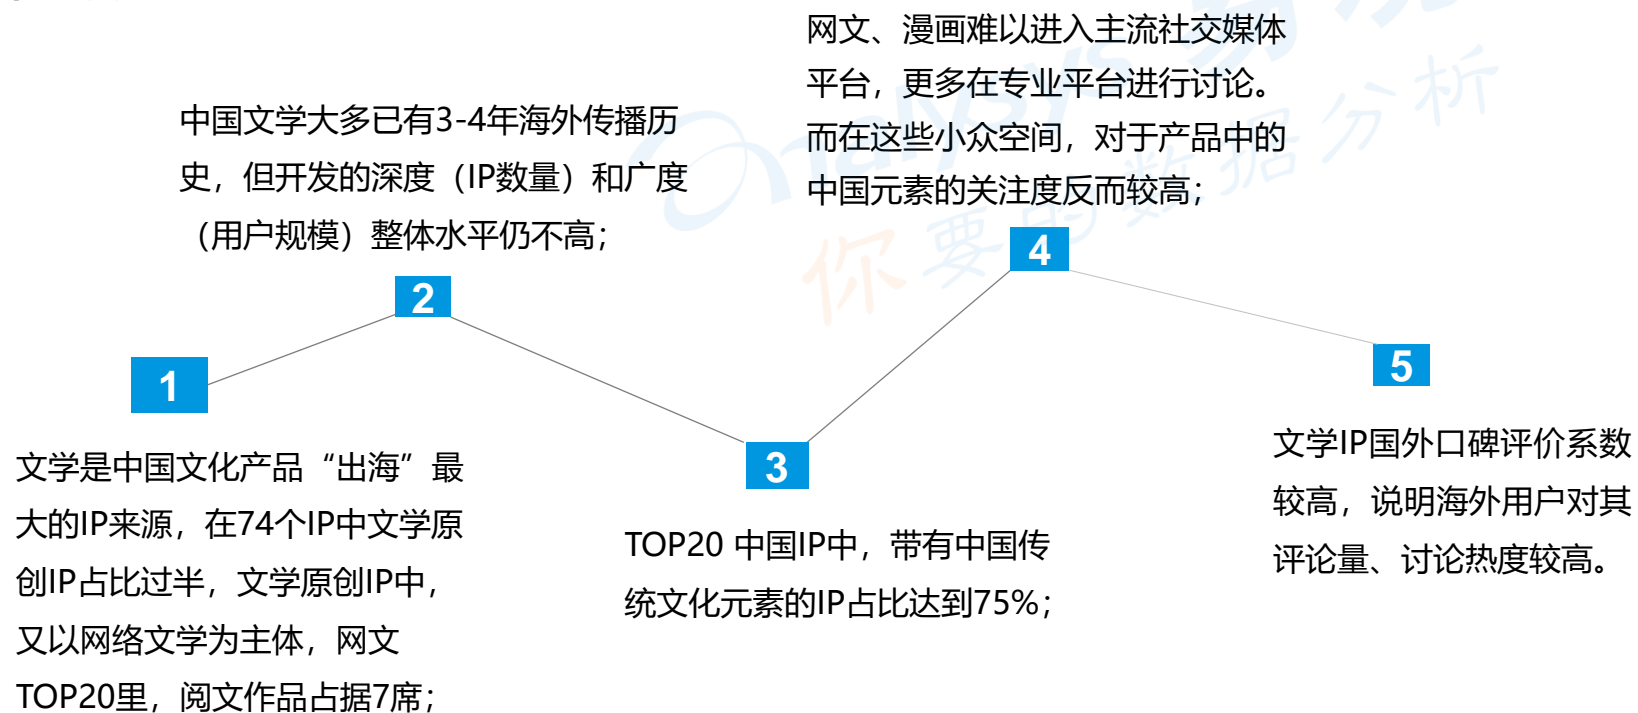 网文、漫画难以进入主流社交媒体
平台，更多在专业平台进行讨论。
而在这些小众空间，对于产品中的
中国元素的关注度反而较高；
中国文学大多已有3-4年海外传播历
史，但开发的深度（IP数量）和广度
（用户规模）整体水平仍不高；
4
2
1
5
3
文学是中国文化产品“出海”最
大的IP来源，在74个IP中文学原
创IP占比过半，文学原创IP中，
又以网络文学为主体，网文
TOP20里，阅文作品占据7席；
TOP20 中国IP中，带有中国传
统文化元素的IP占比达到75%；
文学IP国外口碑评价系数
较高，说明海外用户对其
评论量、讨论热度较高。
nalysys 易
你要的数据分析